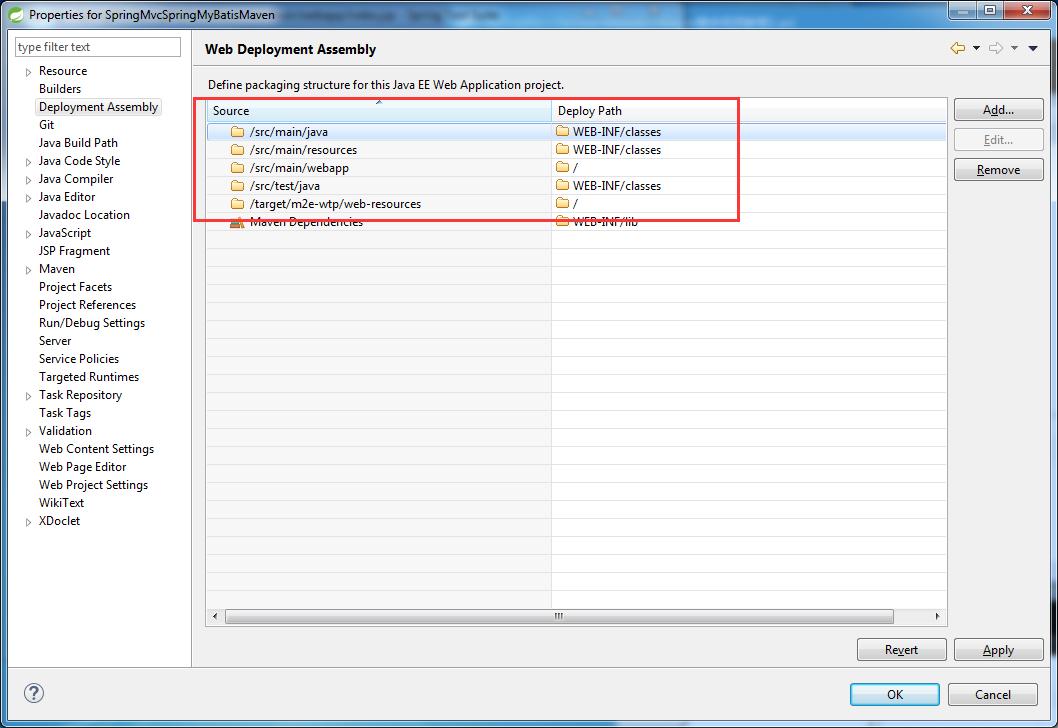 Properties for SpringMvcSpringMyBatisMaven
type filter text
Resource
Builders
Deployment Assembly
Git
Java Build Path
Java Code Style
Java Compiler
Java Editor
Javadoc Location
JavaScript
JSP Fragment
Maven
Project Facets
Project References
Run/Debug Settings
Server
Service Policies
Targeted Runtimes
Task Repository
Task Tags
Validation
Web Content Settings
Web Page Editor
Web Project Settings
WikiText
XDoclet
Web Deployment Assembly
Define packaging structure for this Java EE Web Application project.
Source Deploy Path
/src/main/java WEB-INF/classes
/src/main/resources WEB-INF/classes
/src/main/webapp /
/src/test/java WEB-INF/classes
/target/m2e-wtp/web-resources /
Maven Dependencies WEB-INF/lib
Add...
Edit...
Remove
Revert Apply
OK Cancel